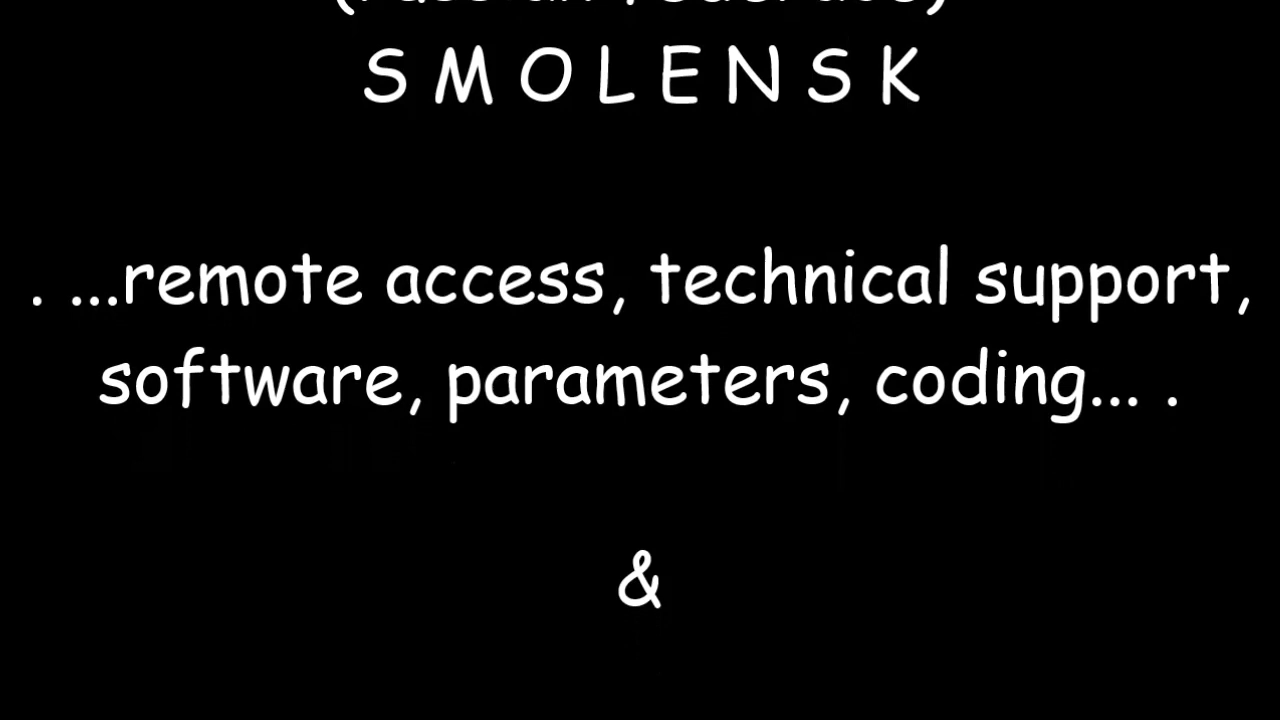 S M O L E N S K
. ...remote access, technical support,
software, parameters, coding... .
&